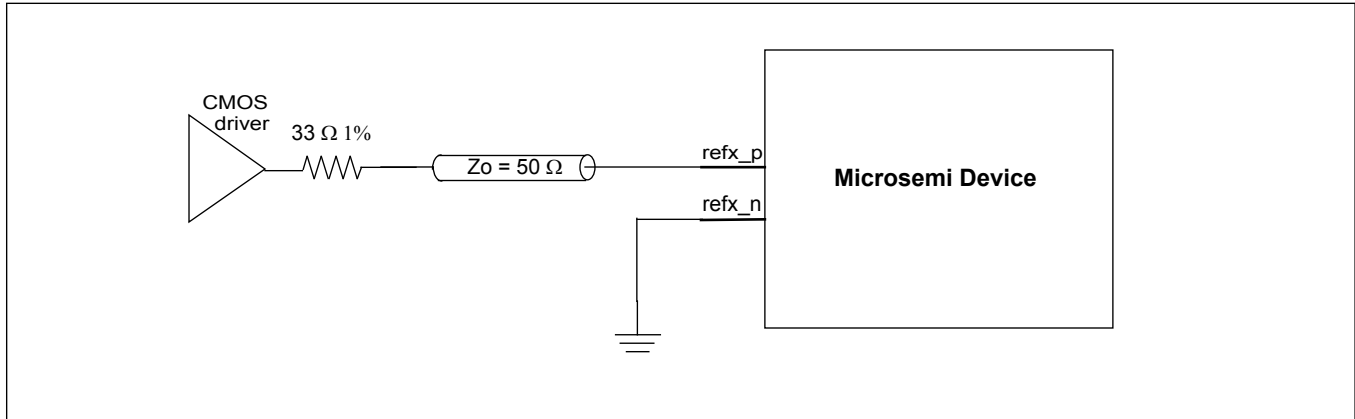 CMOS
driver
33 Ω 1%
Zo = 50 Ω
refx_p
refx_n
Microsemi Device